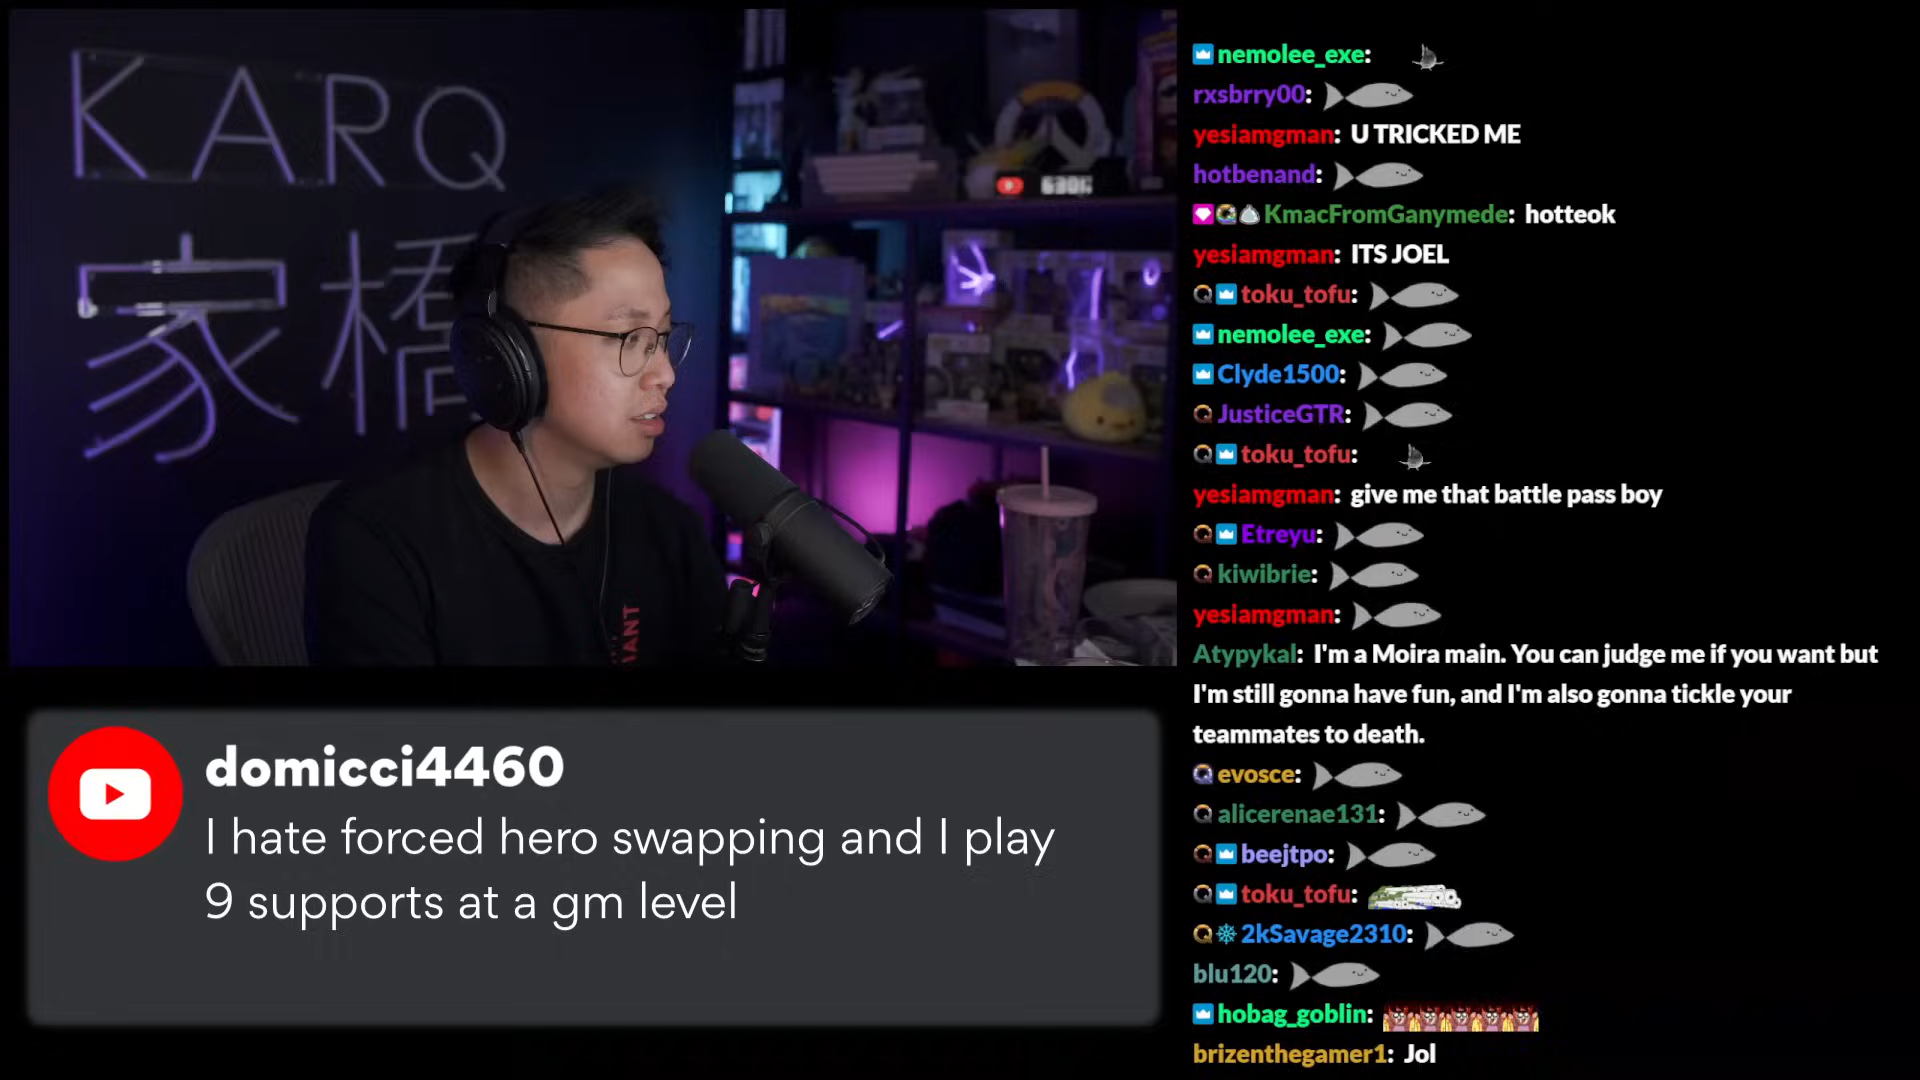 KARQ
家橋
630K
IANT
domicci4460
I hate forced hero swapping and I play
9 supports at a gm level
nemolee_exe:
rxsbrry00:
yesiamgman: U TRICKED ME
hotbenand:
KmacFromGanymede: hotteok
yesiamgman: ITS JOEL
toku_tofu:
nemolee_exe:
Clyde1500:
JusticeGTR:
toku_tofu:
yesiamgman: give me that battle pass boy
Etreyu:
kiwibrie:
yesiamgman:
Atypykal: I'm a Moira main. You can judge me if you want but
I'm still gonna have fun, and I'm also gonna tickle your
teammates to death.
evosce:
alicerenae131:
beejtpo:
toku_tofu:
2kSavage2310:
blu120:
hobag_goblin:
brizenthegamer1: Jol